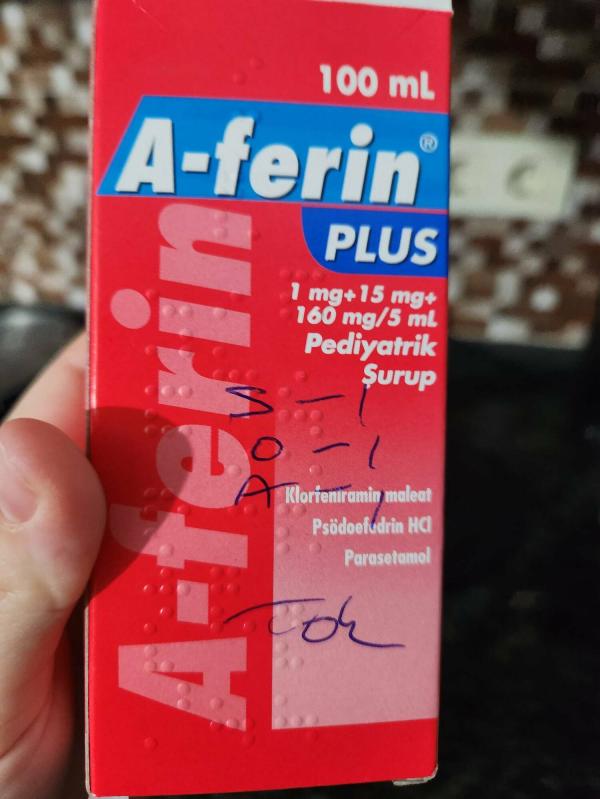 100 mL
A-ferin®
PLUS
1 mg+15 mg+
160 mg/5 mL
Pediyatrik
Şurup
A-ferin
S - 1
O - 1
A - 1
Klorfeniramin maleat
Psödoefedrin HCl
Parasetamol
Tok